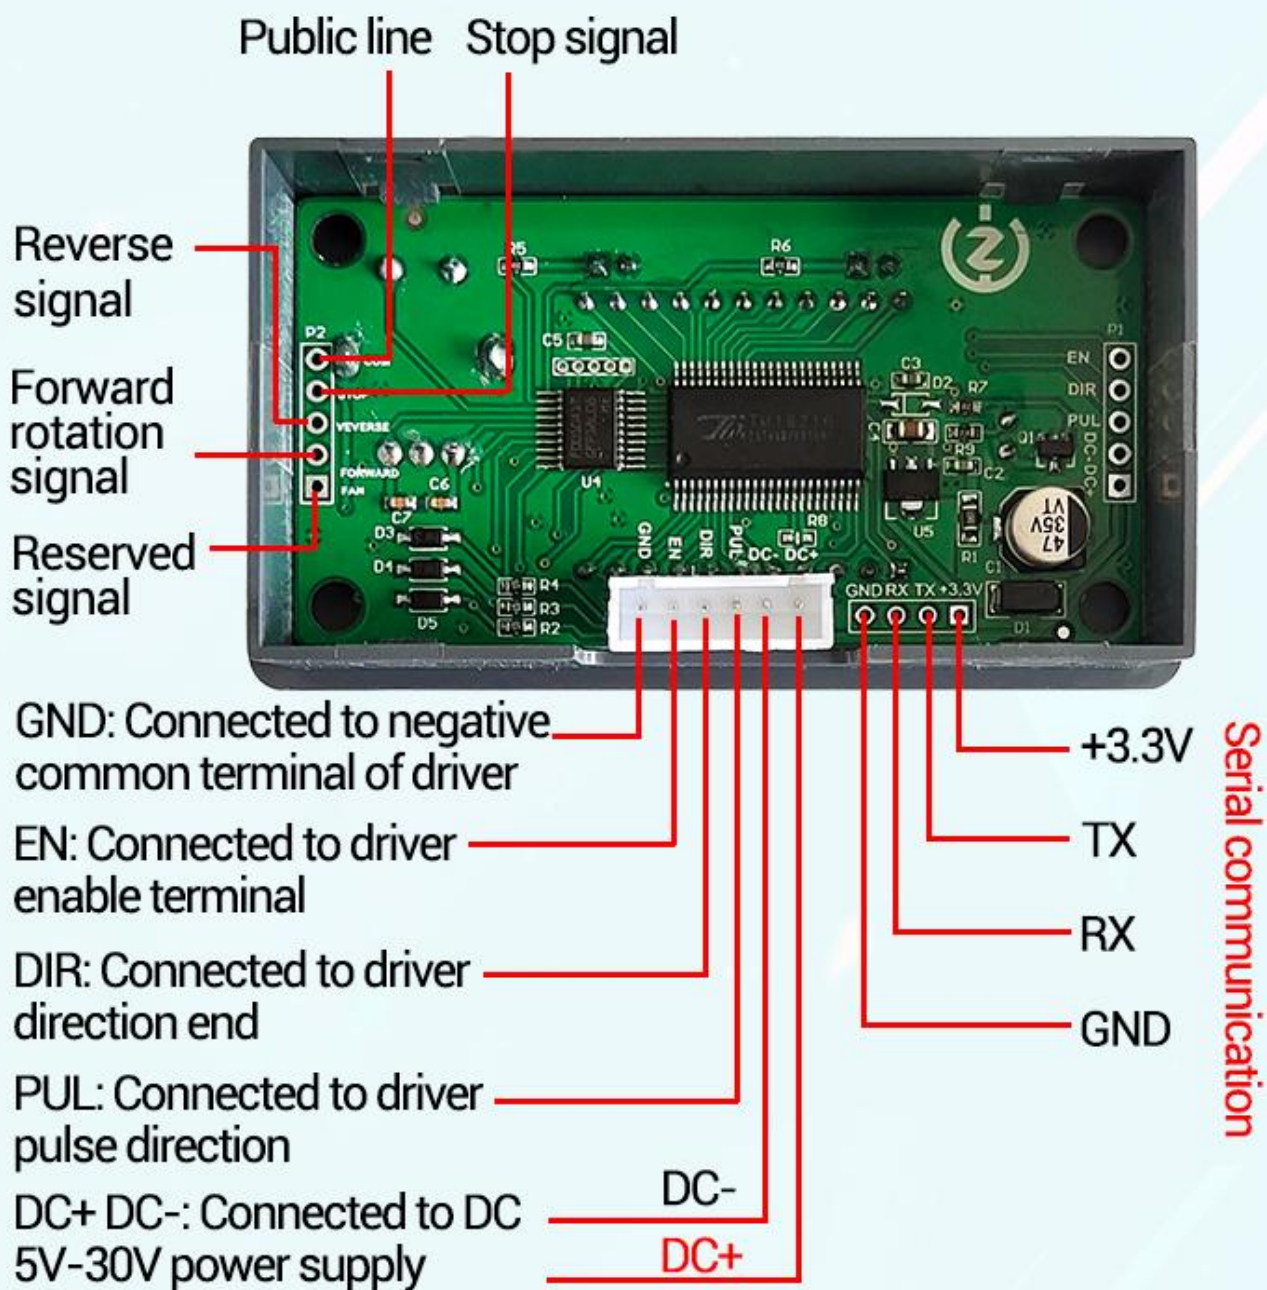 Public line
Stop signal
Reverse
signal
Forward
rotation
signal
Reserved
signal
P2
COM
STOP
VEVERSE
FORWARD
FAN
R5
R6
C5
U4
C3
D2
R7
C4
R9
C2
Q1
U5
R1
R8
C1
D1
47
35V
VT
P1
EN
DIR
PUL
DC-
DC+
C7
C6
D3
D4
D5
R4
R3
R2
GND
EN
DIR
PUL
DC-
DC+
GND RX TX +3.3V
GND: Connected to negative
common terminal of driver
EN: Connected to driver
enable terminal
DIR: Connected to driver
direction end
PUL: Connected to driver
pulse direction
DC+ DC-: Connected to DC
5V-30V power supply
DC-
DC+
+3.3V
TX
RX
GND
Serial communication